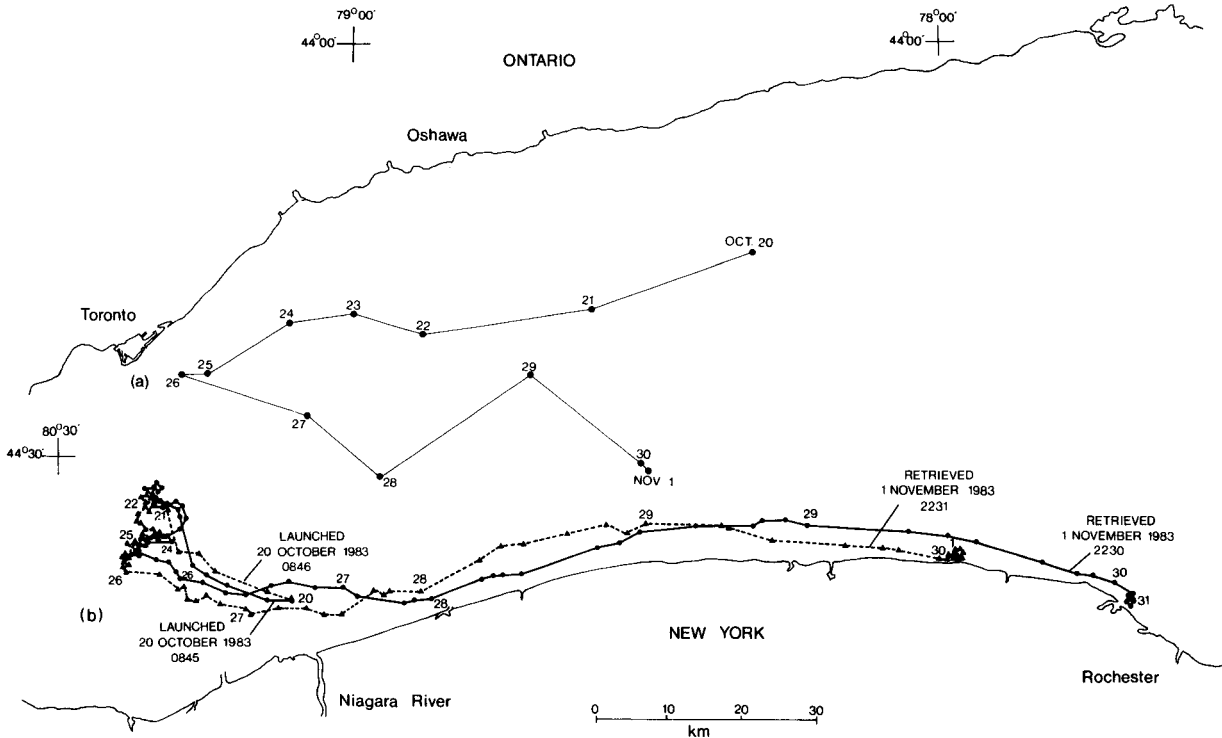 79°00′
44°00′
78°00′
44°00′
ONTARIO
Oshawa
OCT. 20
21
23
24
22
Toronto
25
26
(a)
29
27
80°30′
44°30′
30
NOV 1
28
RETRIEVED
1 NOVEMBER 1983
2231
22
21
29
29
RETRIEVED
1 NOVEMBER 1983
2230
25
24
LAUNCHED
20 OCTOBER 1983
0846
30
26
26
27
28
30
20
28
31
27
(b)
LAUNCHED
20 OCTOBER 1983
0845
NEW YORK
Niagara River
Rochester
0 10 20 30
km